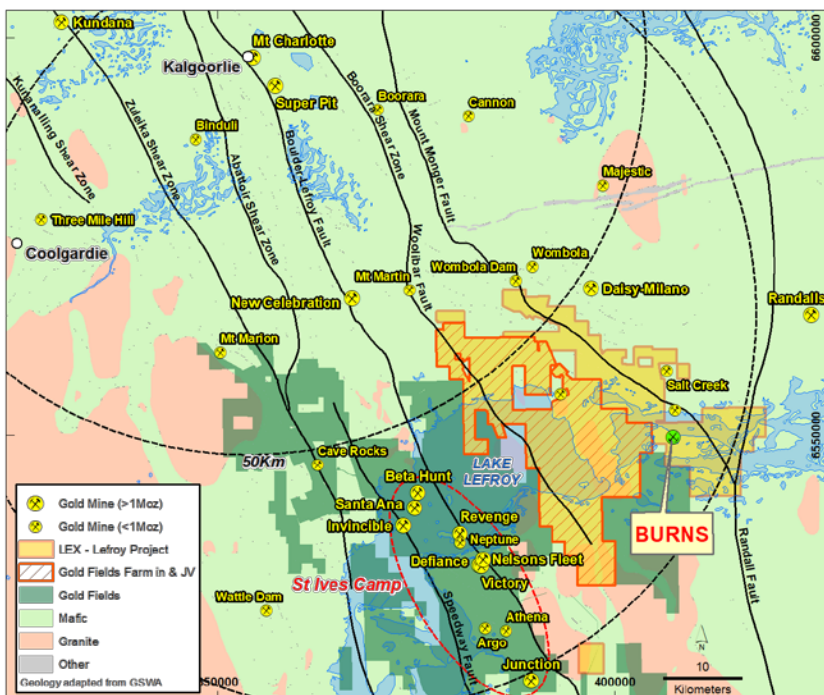 Kundana
Mt Charlotte
Kalgoorlie
Super Pit
Boorara
Cannon
6600000
Kunanalling Shear Zone
Zuleika Shear Zone
Binduli
Abattoir Shear Zone
Boulder-Lefroy Fault
Boorara Shear Zone
Mount Monger Fault
Majestic
Three Mile Hill
Coolgardie
Woolibar Fault
Wombola
Wombola Dam
Mt Martin
Daisy-Milano
New Celebration
Randalls
Mt Marion
Salt Creek
50Km
Cave Rocks
LAKE
LEFROY
6550000
Beta Hunt
Santa Ana
Invincible
Revenge
Neptune
BURNS
Defiance
Nelsons Fleet
Victory
Randall Fault
St Ives Camp
Wattle Dam
Speedway Fault
Athena
Argo
Junction
Gold Mine (>1Moz)
Gold Mine (<1Moz)
LEX - Lefroy Project
Gold Fields Farm in & JV
Gold Fields
Mafic
Granite
Other
Geology adapted from GSWA
350000
400000
N
10
Kilometers